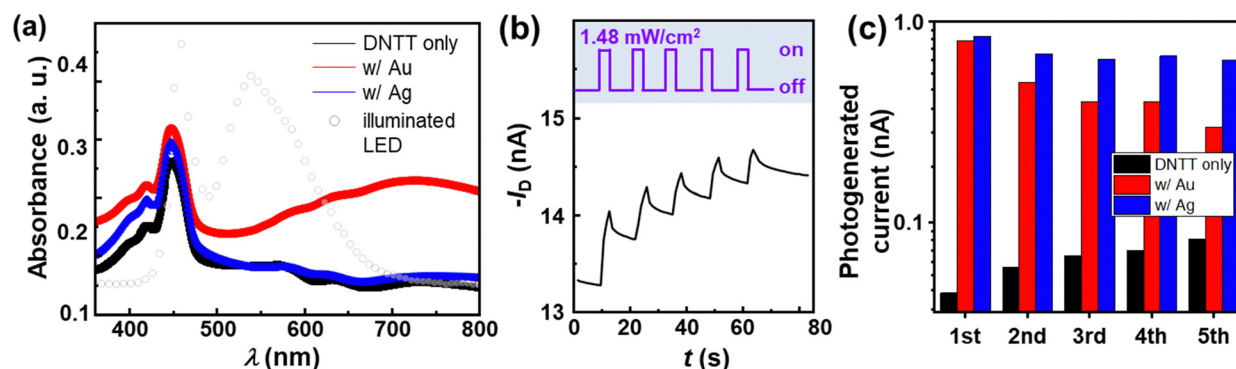 (a)
DNTT only
w/ Au
w/ Ag
illuminated
LED
0.4
0.3
0.2
0.1
Absorbance (a. u.)
400 500 600 700 800
λ (nm)
(b)
1.48 mW/cm²
on
off
15
14
13
-I_D (nA)
0 20 40 60 80
t (s)
(c)
1.0
0.1
Photogenerated
current (nA)
DNTT only
w/ Au
w/ Ag
1st 2nd 3rd 4th 5th